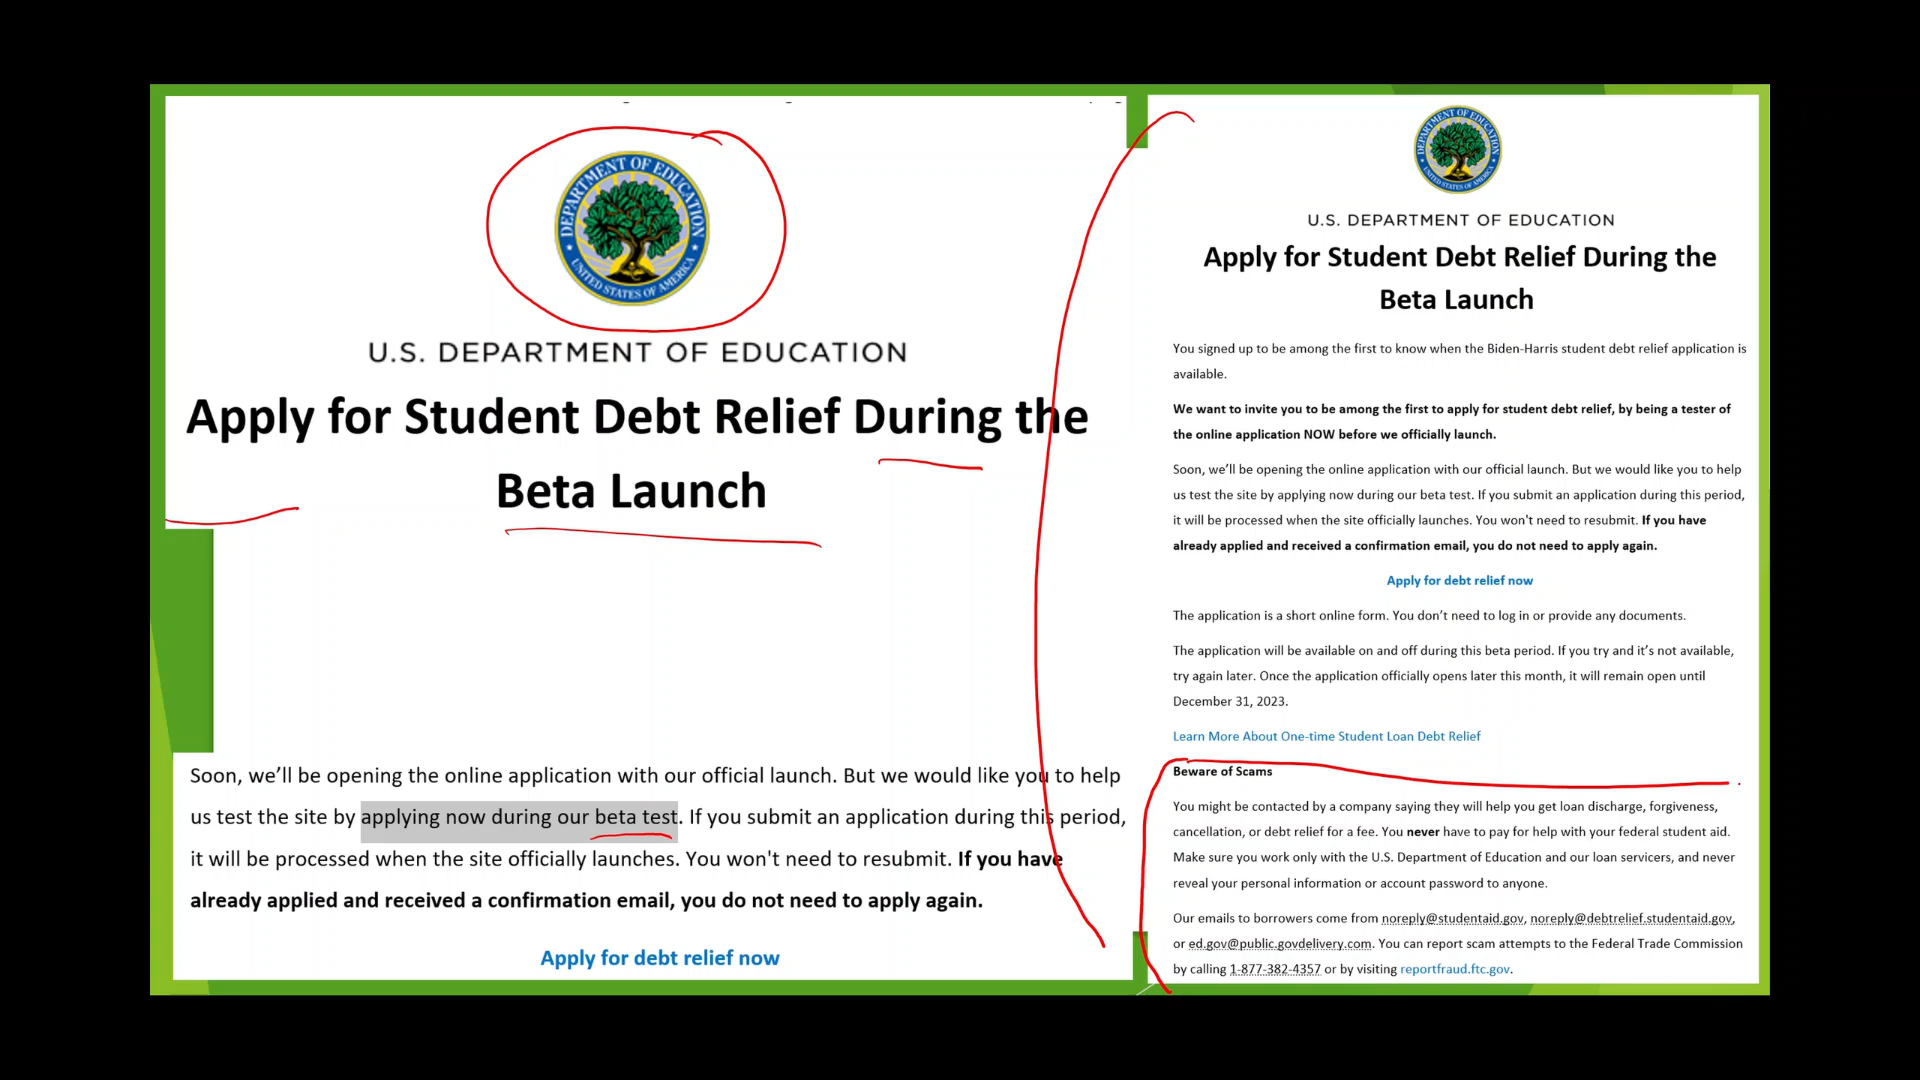 DEPARTMENT OF EDUCATION
UNITED STATES OF AMERICA
U.S. DEPARTMENT OF EDUCATION
Apply for Student Debt Relief During the
Beta Launch
Soon, we’ll be opening the online application with our official launch. But we would like you to help
us test the site by applying now during our beta test. If you submit an application during this period,
it will be processed when the site officially launches. You won't need to resubmit. If you have
already applied and received a confirmation email, you do not need to apply again.
Apply for debt relief now
DEPARTMENT OF EDUCATION
UNITED STATES OF AMERICA
U.S. DEPARTMENT OF EDUCATION
Apply for Student Debt Relief During the
Beta Launch
You signed up to be among the first to know when the Biden-Harris student debt relief application is
available.
We want to invite you to be among the first to apply for student debt relief, by being a tester of
the online application NOW before we officially launch.
Soon, we’ll be opening the online application with our official launch. But we would like you to help
us test the site by applying now during our beta test. If you submit an application during this period,
it will be processed when the site officially launches. You won't need to resubmit. If you have
already applied and received a confirmation email, you do not need to apply again.
Apply for debt relief now
The application is a short online form. You don’t need to log in or provide any documents.
The application will be available on and off during this beta period. If you try and it’s not available,
try again later. Once the application officially opens later this month, it will remain open until
December 31, 2023.
Learn More About One-time Student Loan Debt Relief
Beware of Scams
You might be contacted by a company saying they will help you get loan discharge, forgiveness,
cancellation, or debt relief for a fee. You never have to pay for help with your federal student aid.
Make sure you work only with the U.S. Department of Education and our loan servicers, and never
reveal your personal information or account password to anyone.
Our emails to borrowers come from noreply@studentaid.gov, noreply@debtrelief.studentaid.gov,
or ed.gov@public.govdelivery.com. You can report scam attempts to the Federal Trade Commission
by calling 1-877-382-4357 or by visiting reportfraud.ftc.gov.